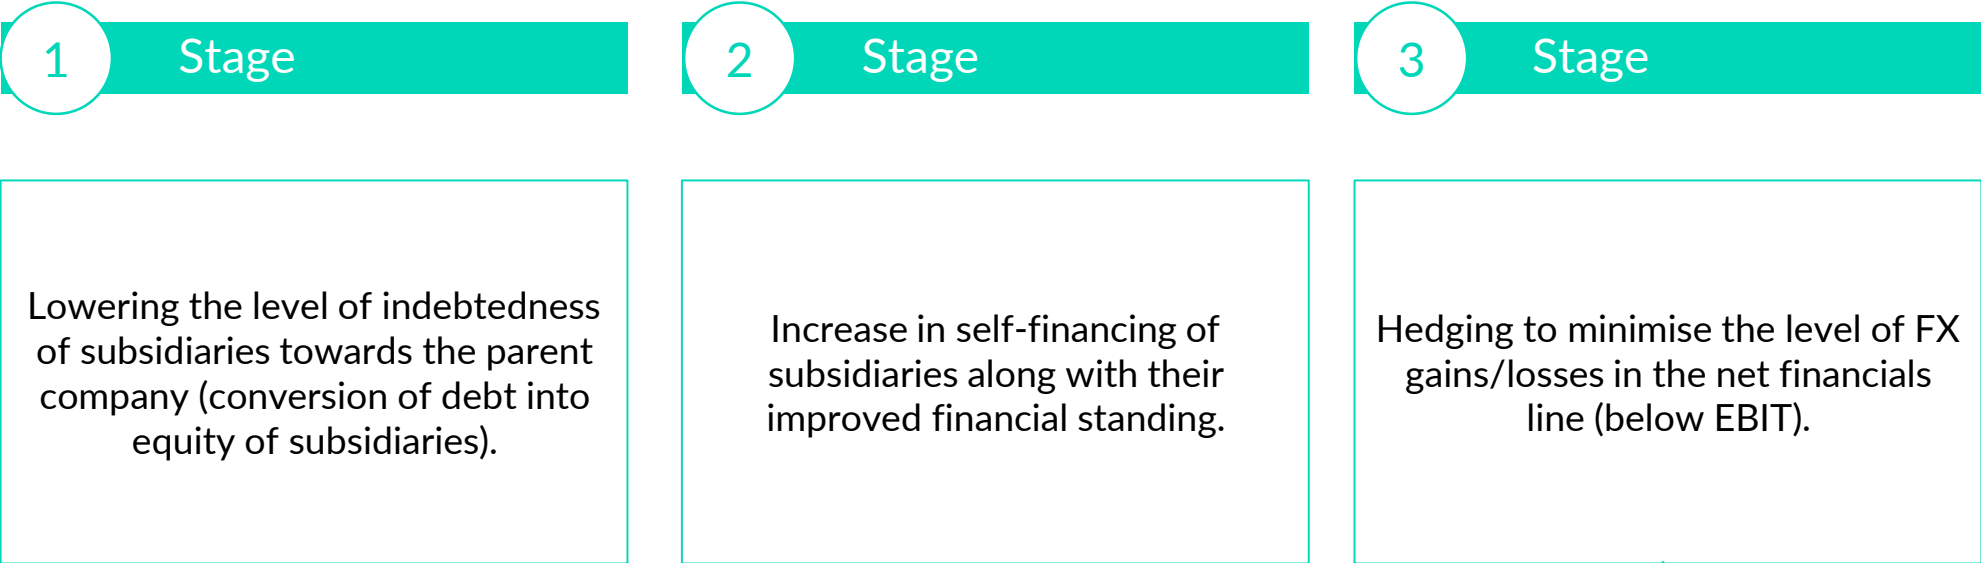 1 Stage
Lowering the level of indebtedness
of subsidiaries towards the parent
company (conversion of debt into
equity of subsidiaries).
2 Stage
Increase in self-financing of
subsidiaries along with their
improved financial standing.
3 Stage
Hedging to minimise the level of FX
gains/losses in the net financials
line (below EBIT).